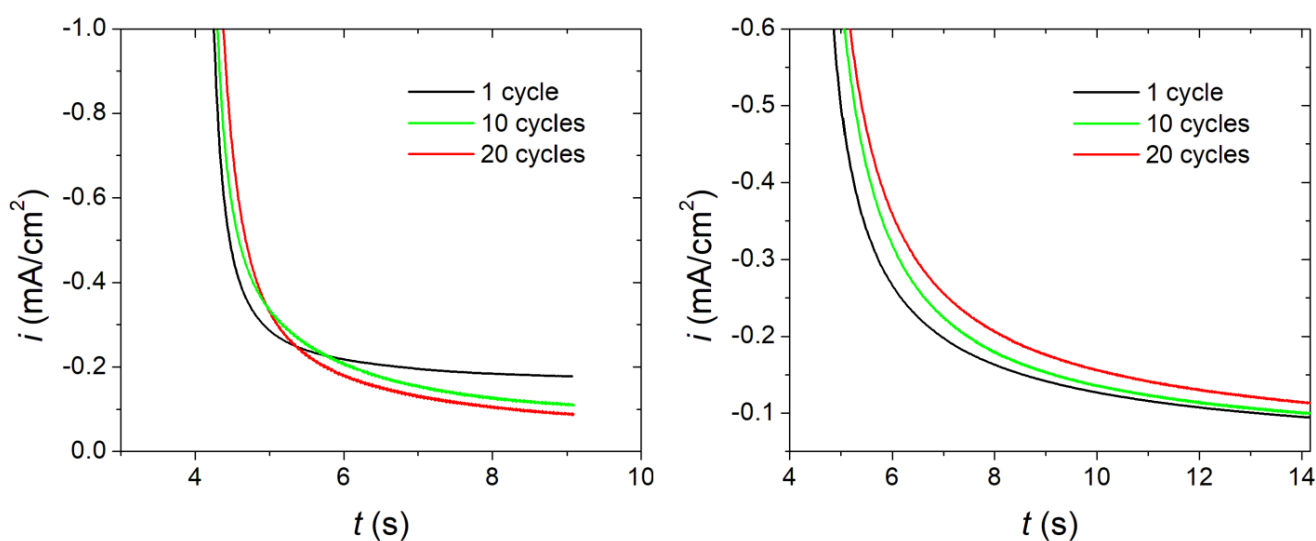 -1.0
-0.8
-0.6
-0.4
-0.2
0.0
i (mA/cm²)
4
6
8
10
t (s)
1 cycle
10 cycles
20 cycles
-0.6
-0.5
-0.4
-0.3
-0.2
-0.1
i (mA/cm²)
4
6
8
10
12
14
t (s)
1 cycle
10 cycles
20 cycles